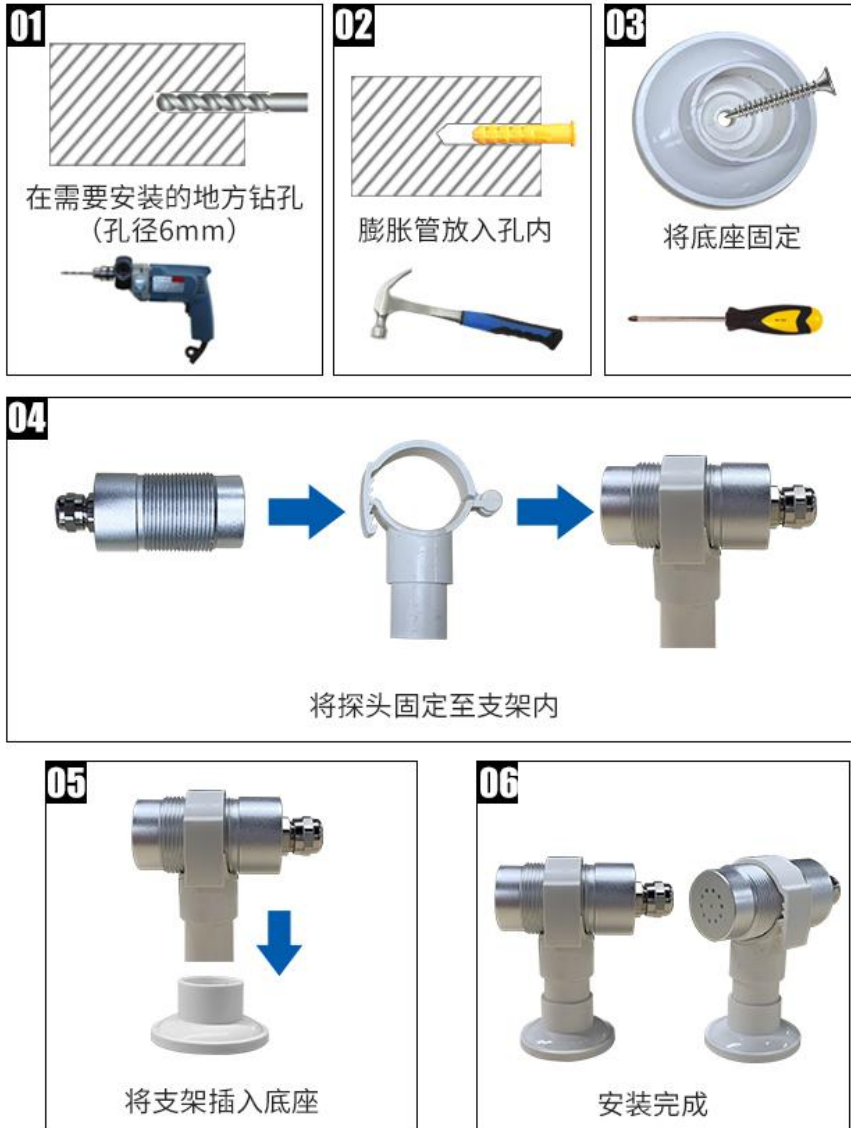 01
在需要安装的地方钻孔
（孔径6mm）
02
膨胀管放入孔内
03
将底座固定
04
将探头固定至支架内
05
将支架插入底座
06
安装完成